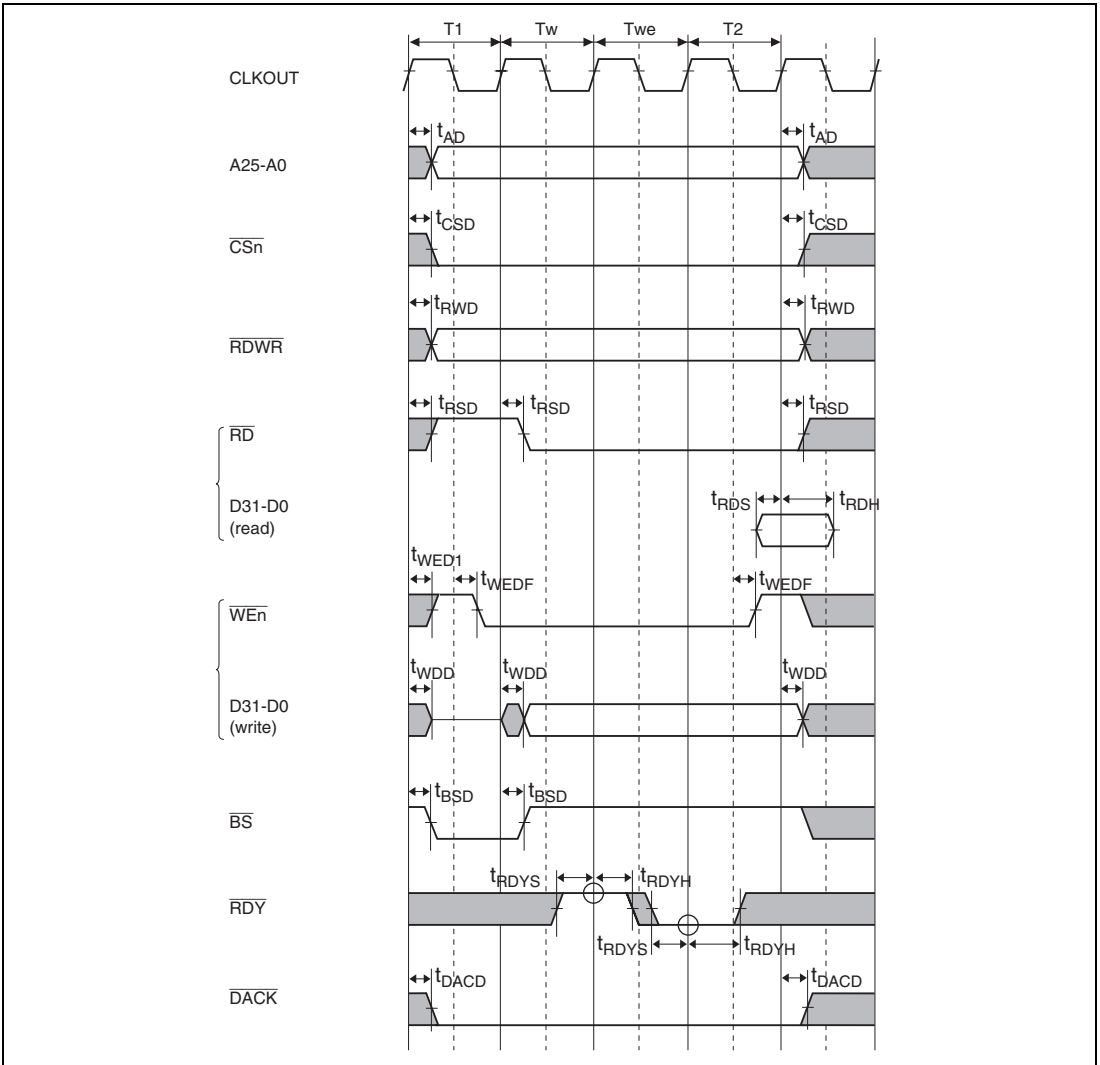 T1 Tw Twe T2
CLKOUT
tAD tAD
A25-A0
tCSD tCSD
CSn
tRWD tRWD
RDWR
tRSD tRSD tRSD
RD
tRDS tRDH
D31-D0
(read)
tWED1 tWEDF tWEDF
WEn
tWDD tWDD tWDD
D31-D0
(write)
tBSD tBSD
BS
tRDYS tRDYH
RDY
tRDYS tRDYH
tDACD tDACD
DACK